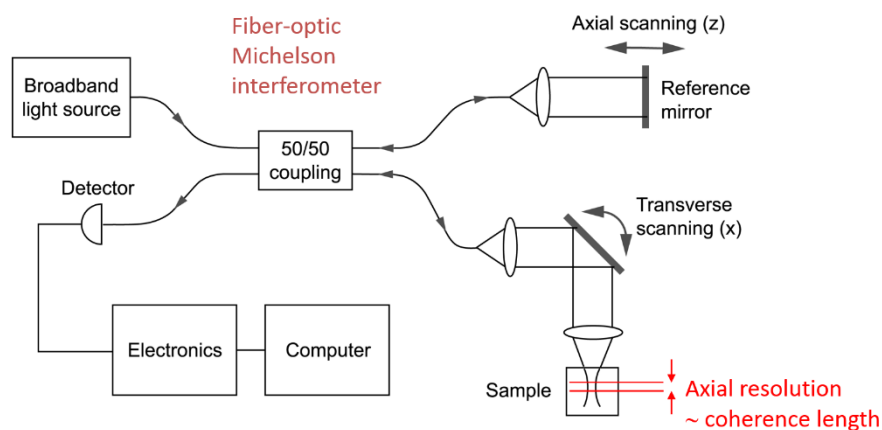 Fiber-optic
Michelson
interferometer
Axial scanning (z)
Broadband
light source
Reference
mirror
50/50
coupling
Detector
Transverse
scanning (x)
Electronics
Computer
Sample
Axial resolution
~ coherence length